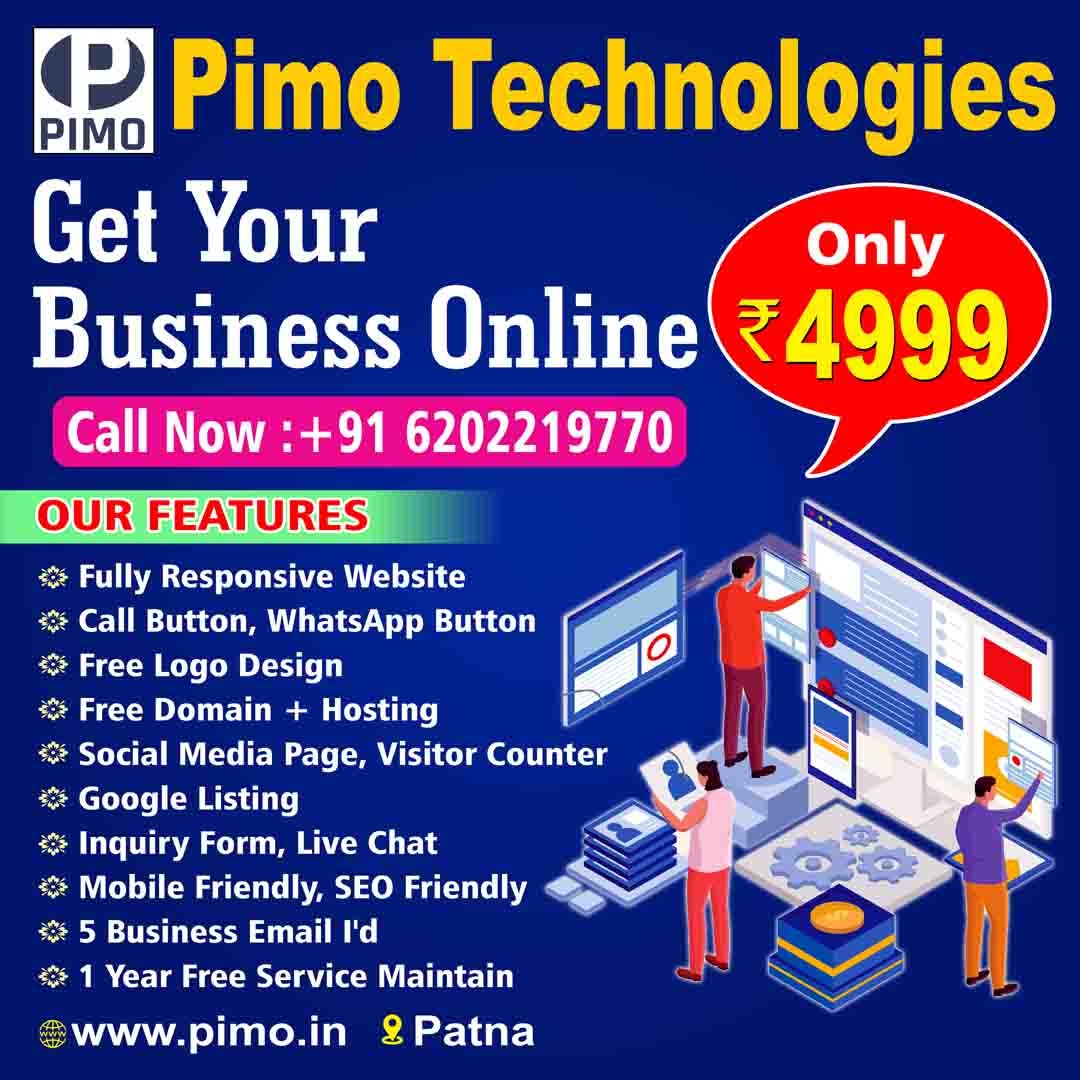 PIMO
Pimo Technologies
Get Your
Business Online
Only
₹4999
Call Now :+91 6202219770
OUR FEATURES
Fully Responsive Website
Call Button, WhatsApp Button
Free Logo Design
Free Domain + Hosting
Social Media Page, Visitor Counter
Google Listing
Inquiry Form, Live Chat
Mobile Friendly, SEO Friendly
5 Business Email I'd
1 Year Free Service Maintain
www.pimo.in Patna